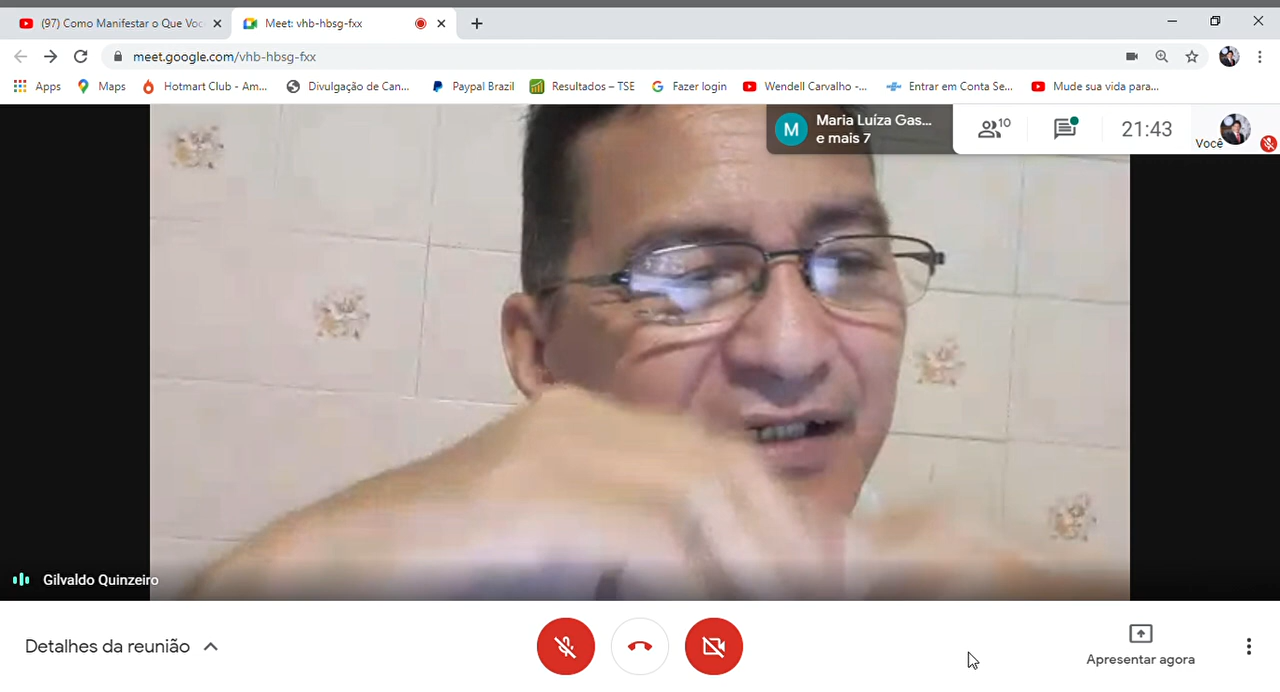 (97) Como Manifestar o Que Voc
Meet: vhb-hbsg-fxx
meet.google.com/vhb-hbsg-fxx
Apps
Maps
Hotmart Club - Am...
Divulgação de Can...
Paypal Brazil
Resultados – TSE
Fazer login
Wendell Carvalho -...
Entrar em Conta Se...
Mude sua vida para...
M
Maria Luíza Gas...
e mais 7
10
21:43
Você
Gilvaldo Quinzeiro
Detalhes da reunião
Apresentar agora